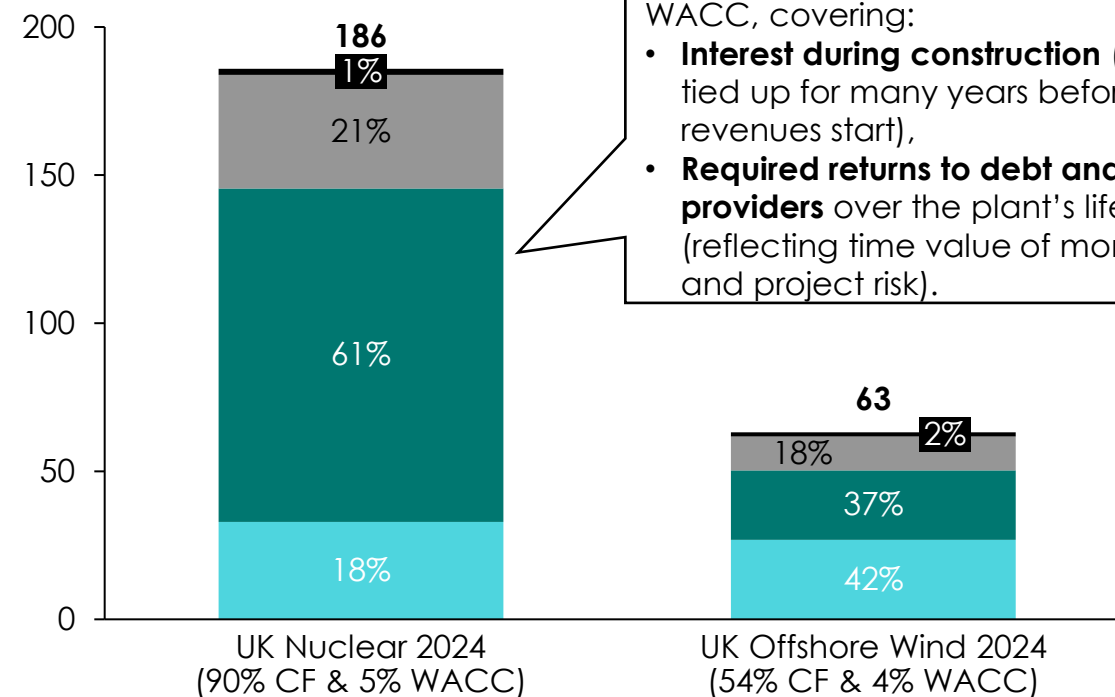 WACC, covering:
• Interest during construction (
tied up for many years befor
revenues start),
• Required returns to debt and
providers over the plant's life
(reflecting time value of mor
and project risk).
200
150
100
50
0
186
1%
21%
61%
18%
63
2%
18%
37%
42%
UK Nuclear 2024
(90% CF & 5% WACC)
UK Offshore Wind 2024
(54% CF & 4% WACC)